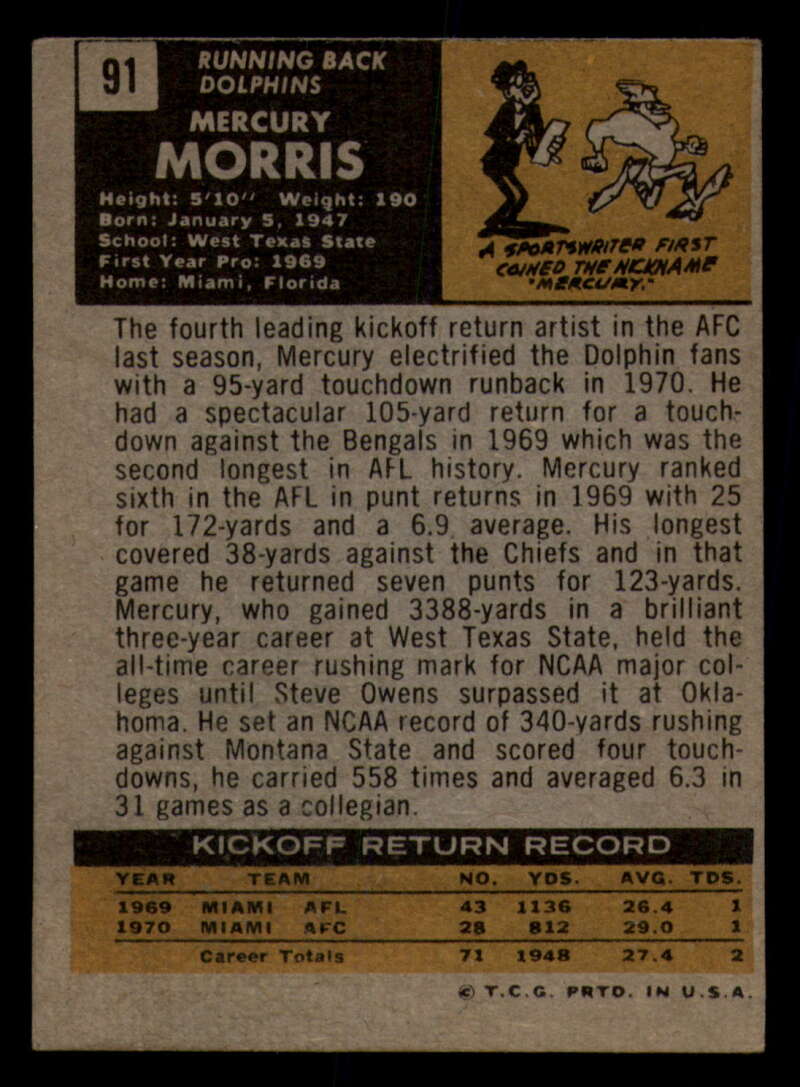 91
RUNNING BACK
DOLPHINS
MERCURY
MORRIS
Height: 5'10" Weight: 190
Born: January 5, 1947
School: West Texas State
First Year Pro: 1969
Home: Miami, Florida
A SPORTSWRITER FIRST
COINED THE NICKNAME
"MERCURY."
The fourth leading kickoff return artist in the AFC
last season, Mercury electrified the Dolphin fans
with a 95-yard touchdown runback in 1970. He
had a spectacular 105-yard return for a touch-
down against the Bengals in 1969 which was the
second longest in AFL history. Mercury ranked
sixth in the AFL in punt returns in 1969 with 25
for 172-yards and a 6.9 average. His longest
covered 38-yards against the Chiefs and in that
game he returned seven punts for 123-yards.
Mercury, who gained 3388-yards in a brilliant
three-year career at West Texas State, held the
all-time career rushing mark for NCAA major col-
leges until Steve Owens surpassed it at Okla-
homa. He set an NCAA record of 340-yards rushing
against Montana State and scored four touch-
downs, he carried 558 times and averaged 6.3 in
31 games as a collegian.
KICKOFF RETURN RECORD
YEAR TEAM NO. YDS. AVG. TDS.
1969 MIAMI AFL 43 1136 26.4 1
1970 MIAMI AFC 28 812 29.0 1
Career Totals 71 1948 27.4 2
© T.C.G. PRTD. IN U.S.A.